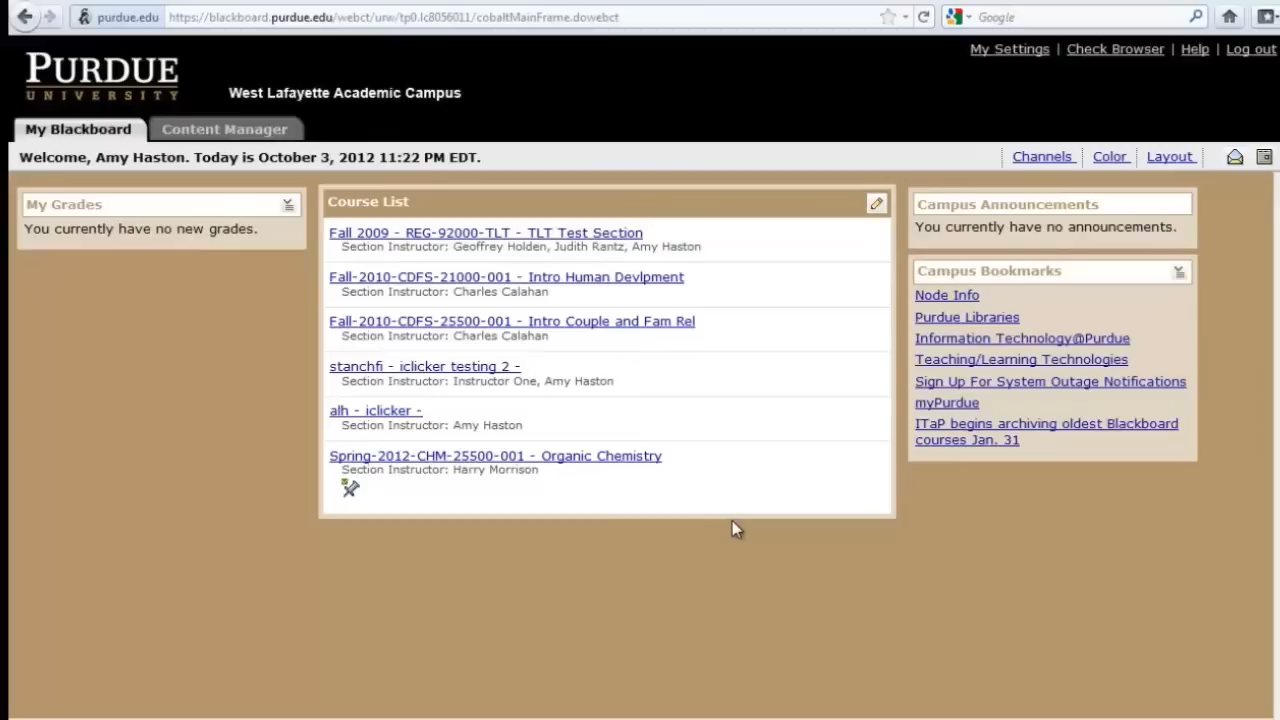 purdue.edu https://blackboard.purdue.edu/webct/urw/tp0.lc8056011/cobaltMainFrame.dowebct Google
My Settings | Check Browser | Help | Log out
PURDUE
UNIVERSITY
West Lafayette Academic Campus
My Blackboard Content Manager
Welcome, Amy Haston. Today is October 3, 2012 11:22 PM EDT.
Channels Color Layout
My Grades
You currently have no new grades.
Course List
Fall 2009 - REG-92000-TLT - TLT Test Section
Section Instructor: Geoffrey Holden, Judith Rantz, Amy Haston
Fall-2010-CDFS-21000-001 - Intro Human Devlpment
Section Instructor: Charles Calahan
Fall-2010-CDFS-25500-001 - Intro Couple and Fam Rel
Section Instructor: Charles Calahan
stanchfi - iclicker testing 2 -
Section Instructor: Instructor One, Amy Haston
alh - iclicker -
Section Instructor: Amy Haston
Spring-2012-CHM-25500-001 - Organic Chemistry
Section Instructor: Harry Morrison
Campus Announcements
You currently have no announcements.
Campus Bookmarks
Node Info
Purdue Libraries
Information Technology@Purdue
Teaching/Learning Technologies
Sign Up For System Outage Notifications
myPurdue
ITaP begins archiving oldest Blackboard
courses Jan. 31